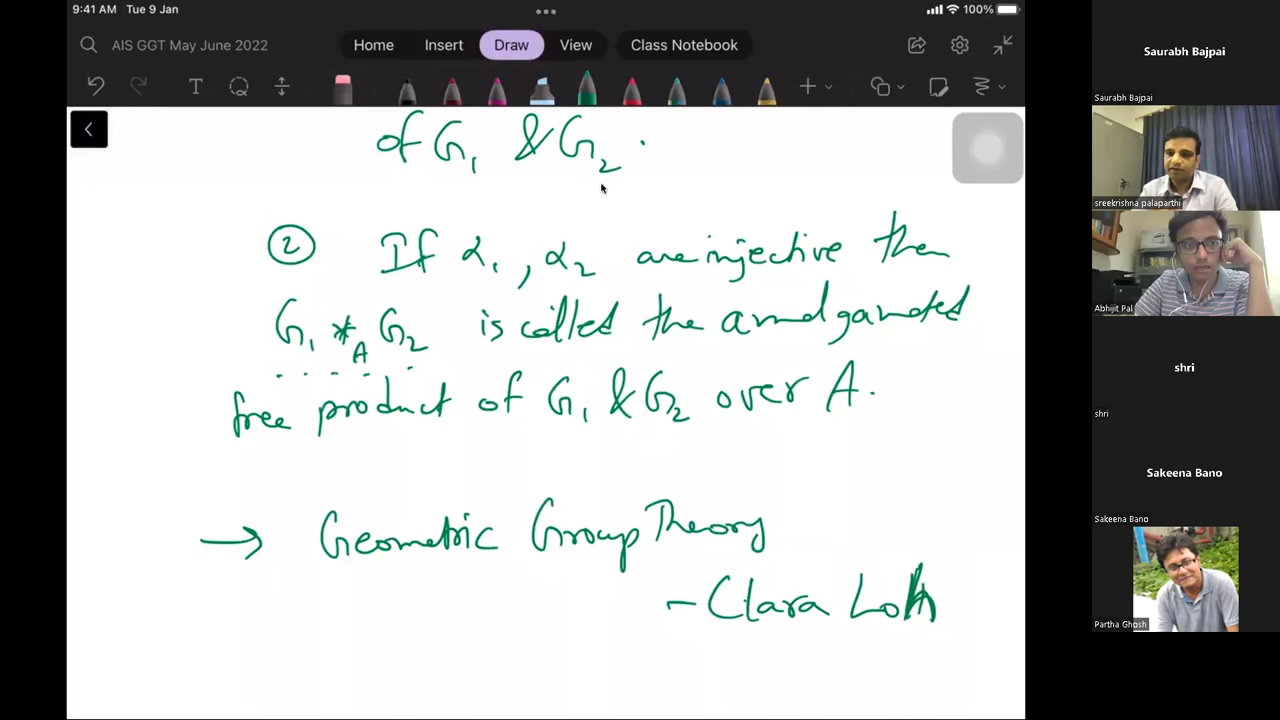 9:41 AM Tue 9 Jan
100%
AIS GGT May June 2022
Home Insert Draw View Class Notebook
of G₁ & G₂.
② If α₁, α₂ are injective then
G₁ *_A G₂ is called the amalgamated
free product of G₁ & G₂ over A.
→ Geometric Group Theory
- Clara Loh
Saurabh Bajpai
Saurabh Bajpai
sreekrishna palaparthi
Abhijit Pal
shri
shri
Sakeena Bano
Sakeena Bano
Partha Ghosh